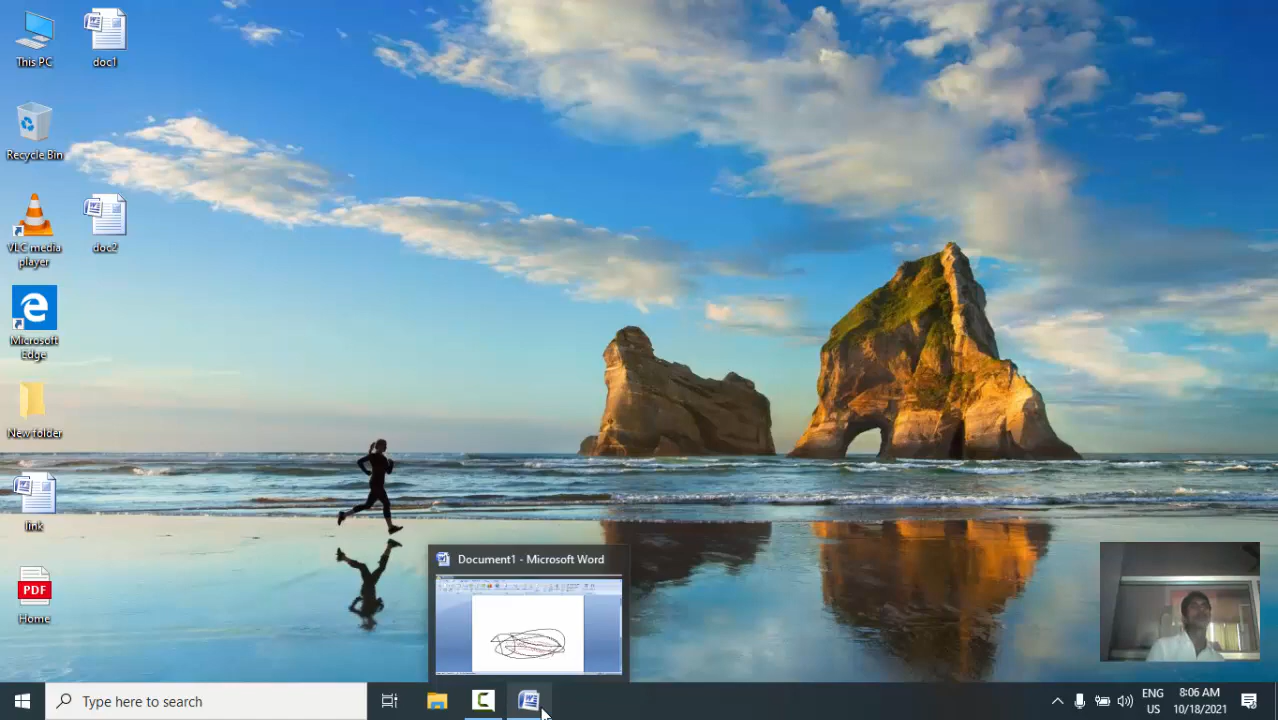 This PC
doc1
Recycle Bin
VLC media
player
doc2
Microsoft
Edge
New folder
link
PDF
Home
Document1 - Microsoft Word
Type here to search
ENG
US
8:06 AM
10/18/2021